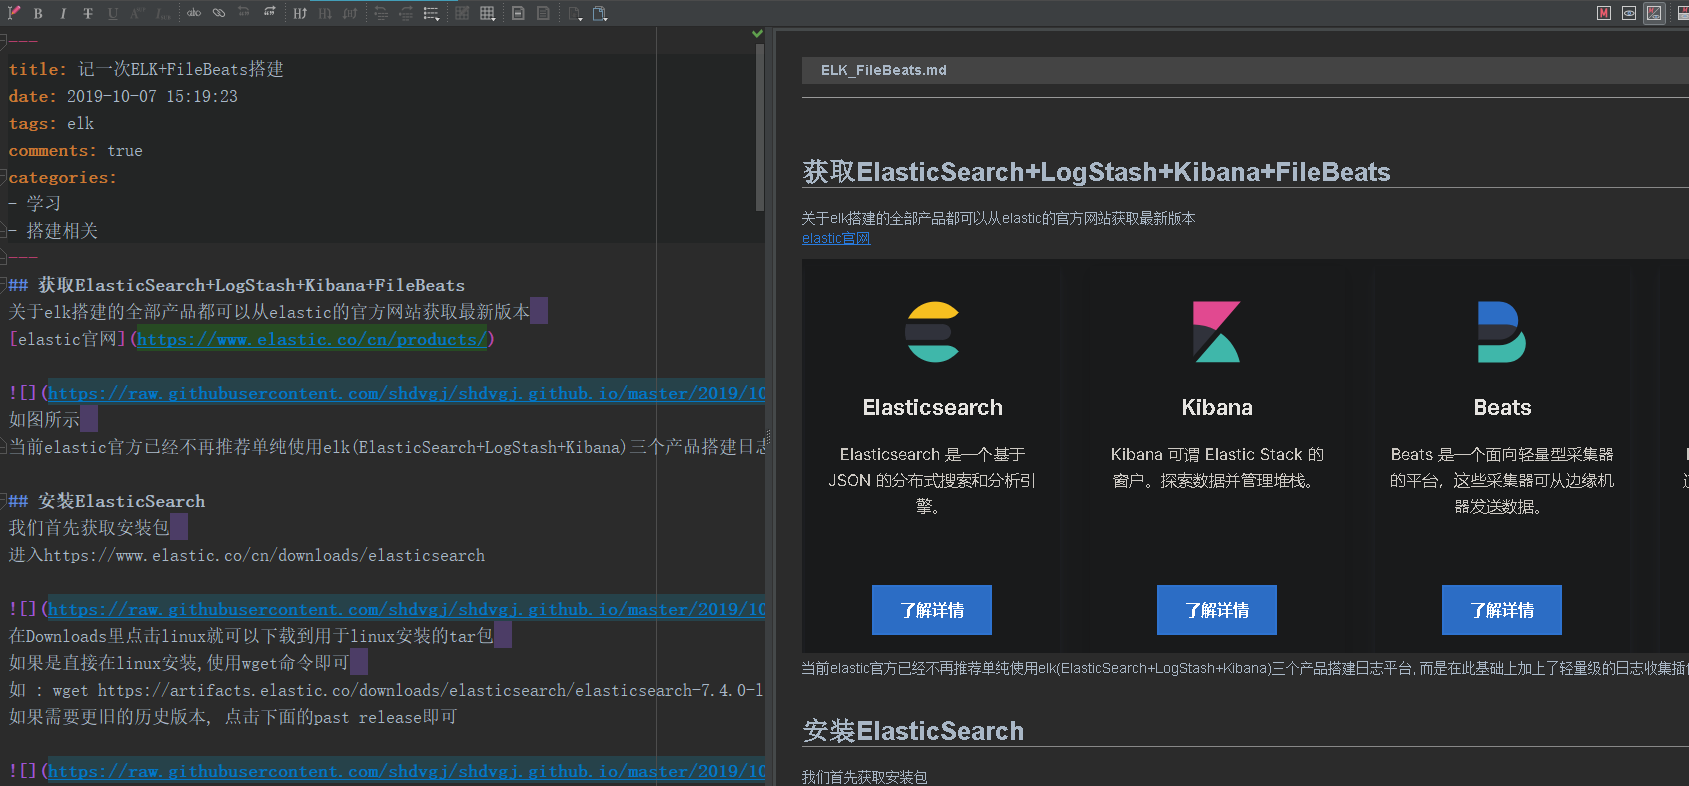 ---
title: 记一次ELK+FileBeats搭建
date: 2019-10-07 15:19:23
tags: elk
comments: true
categories:
- 学习
- 搭建相关
---
## 获取ElasticSearch+LogStash+Kibana+FileBeats
关于elk搭建的全部产品都可以从elastic的官方网站获取最新版本
[elastic官网](https://www.elastic.co/cn/products/)
![](https://raw.githubusercontent.com/shdvgj/shdvgj.github.io/master/2019/10
如图所示
当前elastic官方已经不再推荐单纯使用elk(ElasticSearch+LogStash+Kibana)三个产品搭建日志
## 安装ElasticSearch
我们首先获取安装包
进入https://www.elastic.co/cn/downloads/elasticsearch
![](https://raw.githubusercontent.com/shdvgj/shdvgj.github.io/master/2019/10
在Downloads里点击linux就可以下载到用于linux安装的tar包
如果是直接在linux安装,使用wget命令即可
如 : wget https://artifacts.elastic.co/downloads/elasticsearch/elasticsearch-7.4.0-l
如果需要更旧的历史版本, 点击下面的past release即可
![](https://raw.githubusercontent.com/shdvgj/shdvgj.github.io/master/2019/10
ELK_FileBeats.md
获取ElasticSearch+LogStash+Kibana+FileBeats
关于elk搭建的全部产品都可以从elastic的官方网站获取最新版本
elastic官网
Elasticsearch
Elasticsearch 是一个基于
JSON 的分布式搜索和分析引
擎。
了解详情
Kibana
Kibana 可谓 Elastic Stack 的
窗户。探索数据并管理堆栈。
了解详情
Beats
Beats 是一个面向轻量型采集器
的平台，这些采集器可从边缘机
器发送数据。
了解详情
当前elastic官方已经不再推荐单纯使用elk(ElasticSearch+LogStash+Kibana)三个产品搭建日志平台,而是在此基础上加上了轻量级的日志收集插
安装ElasticSearch
我们首先获取安装包